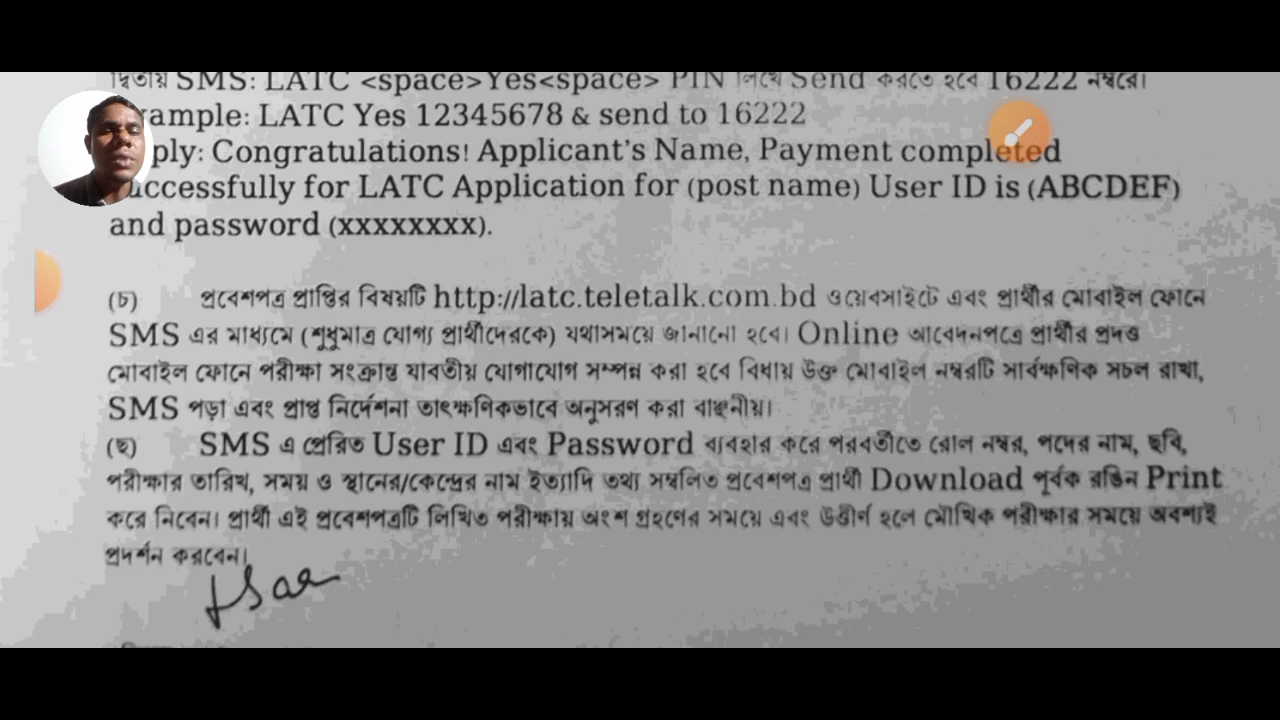 দ্বিতীয় SMS: LATC <space>Yes<space> PIN লিখে Send করতে হবে 16222 নম্বরে।
ample: LATC Yes 12345678 & send to 16222
ply: Congratulations! Applicant's Name, Payment completed
uccessfully for LATC Application for (post name) User ID is (ABCDEF)
and password (xxxxxxxx).
(চ) প্রবেশপত্র প্রাপ্তির বিষয়টি http://latc.teletalk.com.bd ওয়েবসাইটে এবং প্রার্থীর মোবাইল ফোনে
SMS এর মাধ্যমে (শুধুমাত্র যোগ্য প্রার্থীদেরকে) যথাসময়ে জানানো হবে। Online আবেদনপত্রে প্রার্থীর প্রদত্ত
মোবাইল ফোনে পরীক্ষা সংক্রান্ত যাবতীয় যোগাযোগ সম্পন্ন করা হবে বিধায় উক্ত মোবাইল নম্বরটি সার্বক্ষণিক সচল রাখা,
SMS পড়া এবং প্রাপ্ত নির্দেশনা তাৎক্ষণিকভাবে অনুসরণ করা বাঞ্ছনীয়।
(ছ) SMS এ প্রেরিত User ID এবং Password ব্যবহার করে পরবর্তীতে রোল নম্বর, পদের নাম, ছবি,
পরীক্ষার তারিখ, সময় ও স্থানের/কেন্দ্রের নাম ইত্যাদি তথ্য সম্বলিত প্রবেশপত্র প্রার্থী Download পূর্বক রঙিন Print
করে নিবেন। প্রার্থী এই প্রবেশপত্রটি লিখিত পরীক্ষায় অংশ গ্রহণের সময়ে এবং উত্তীর্ণ হলে মৌখিক পরীক্ষার সময়ে অবশ্যই
প্রদর্শন করবেন।